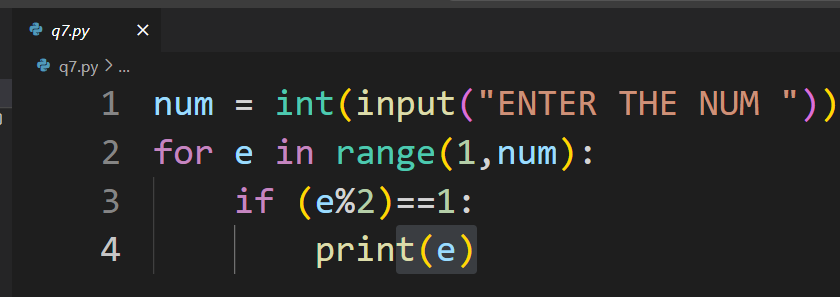 q7.py ×
q7.py > ...
1 num = int(input("ENTER THE NUM "))
2 for e in range(1,num):
3     if (e%2)==1:
4         print(e)